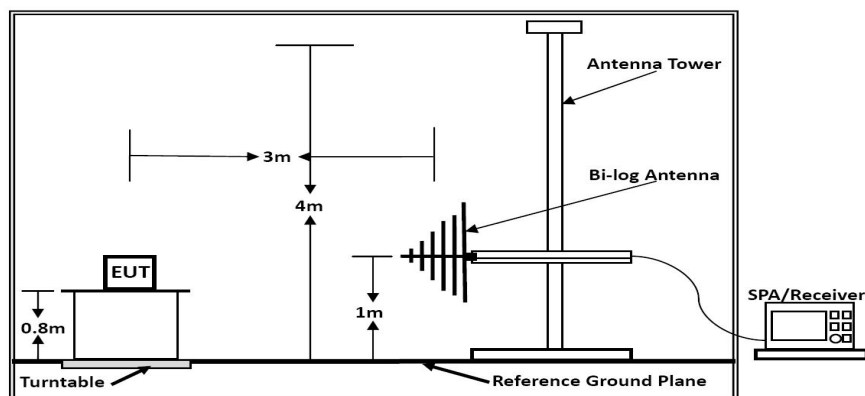 Antenna Tower
3m
Bi-log Antenna
4m
EUT
0.8m
1m
SPA/Receiver
Turntable
Reference Ground Plane